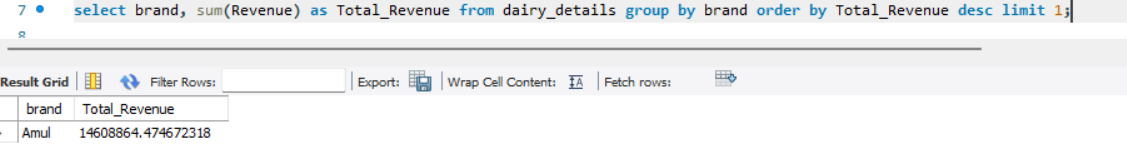 7 select brand, sum(Revenue) as Total_Revenue from dairy_details group by brand order by Total_Revenue desc limit 1;
8
Result Grid Filter Rows: Export: Wrap Cell Content: Fetch rows:
brand Total_Revenue
Amul 14608864.474672318